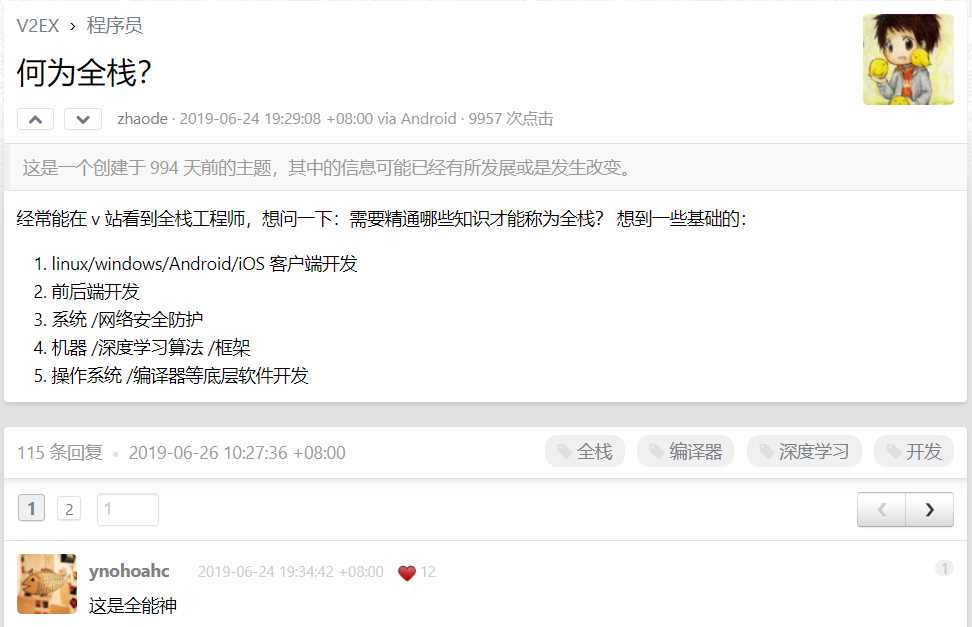 V2EX › 程序员
何为全栈？
zhaode · 2019-06-24 19:29:08 +08:00 via Android · 9957 次点击
这是一个创建于 994 天前的主题，其中的信息可能已经有所发展或是发生改变。
经常能在 v 站看到全栈工程师，想问一下：需要精通哪些知识才能称为全栈？ 想到一些基础的：
1. linux/windows/Android/iOS 客户端开发
2. 前后端开发
3. 系统 /网络安全防护
4. 机器 /深度学习算法 /框架
5. 操作系统 /编译器等底层软件开发
115 条回复 • 2019-06-26 10:27:36 +08:00 全栈 编译器 深度学习 开发
1 2 1 ‹ ›
ynohoahc 2019-06-24 19:34:42 +08:00 ♥ 12 1
这是全能神